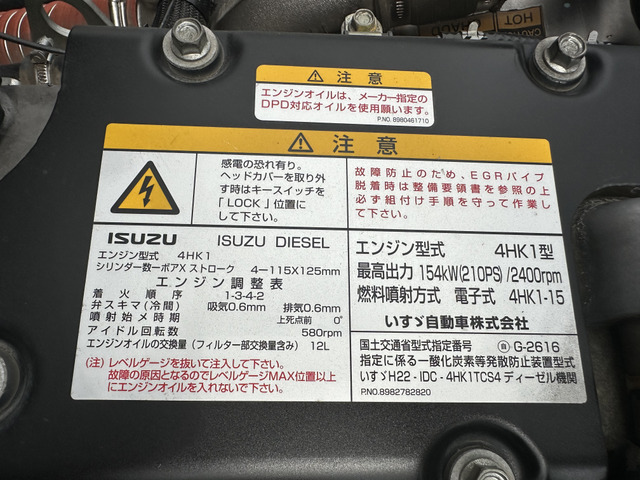 CAUTION
HOT
⚠ 注意
エンジンオイルは、メーカー指定の
DPD対応オイルを使用願います。
P.NO. 8980461710
⚠ 注意
感電の恐れ有り。
ヘッドカバーを取り外
す時はキースイッチを
「LOCK」位置に
して下さい。
故障防止のため、EGRパイプ
脱着時は整備要領書を参照の上
必ず組付け手順を守って作業し
て下さい。
ISUZU ISUZU DIESEL
エンジン型式 4HK1
シリンダー数ーボアXストローク 4ー115X125mm
エンジン調整表
着火順序 1-3-4-2
弁スキマ(冷間) 吸気0.6mm 排気0.6mm
噴射始メ時期 上死点前 0°
アイドル回転数 580rpm
エンジンオイルの交換量(フィルター部交換量含み) 12L
(注)レベルゲージを抜いて注入して下さい。
故障の原因となるのでレベルゲージMAX位置以上
にエンジンオイルを入れないで下さい。
エンジン型式 4HK1型
最高出力 154kW(210PS)/2400rpm
燃料噴射方式 電子式 4HK1-15
いすゞ自動車株式会社
国土交通省型式指定番号 ⓐ G-2616
指定に係る一酸化炭素等発散防止装置型式
いすゞH22-IDC-4HK1TCS4ディーゼル機関
P.NO.8982782820